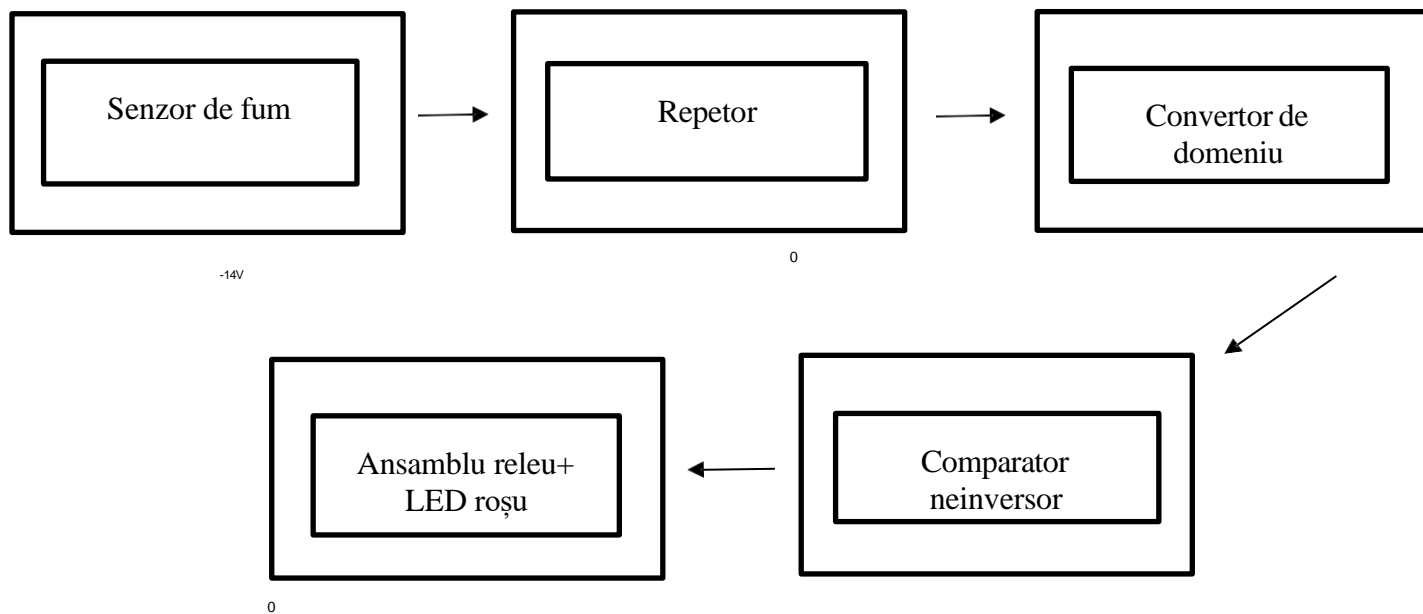 Senzor de fum
Repetor
Convertor de
domeniu
-14V
0
Ansamblu releu+
LED roșu
Comparator
neinversor
0